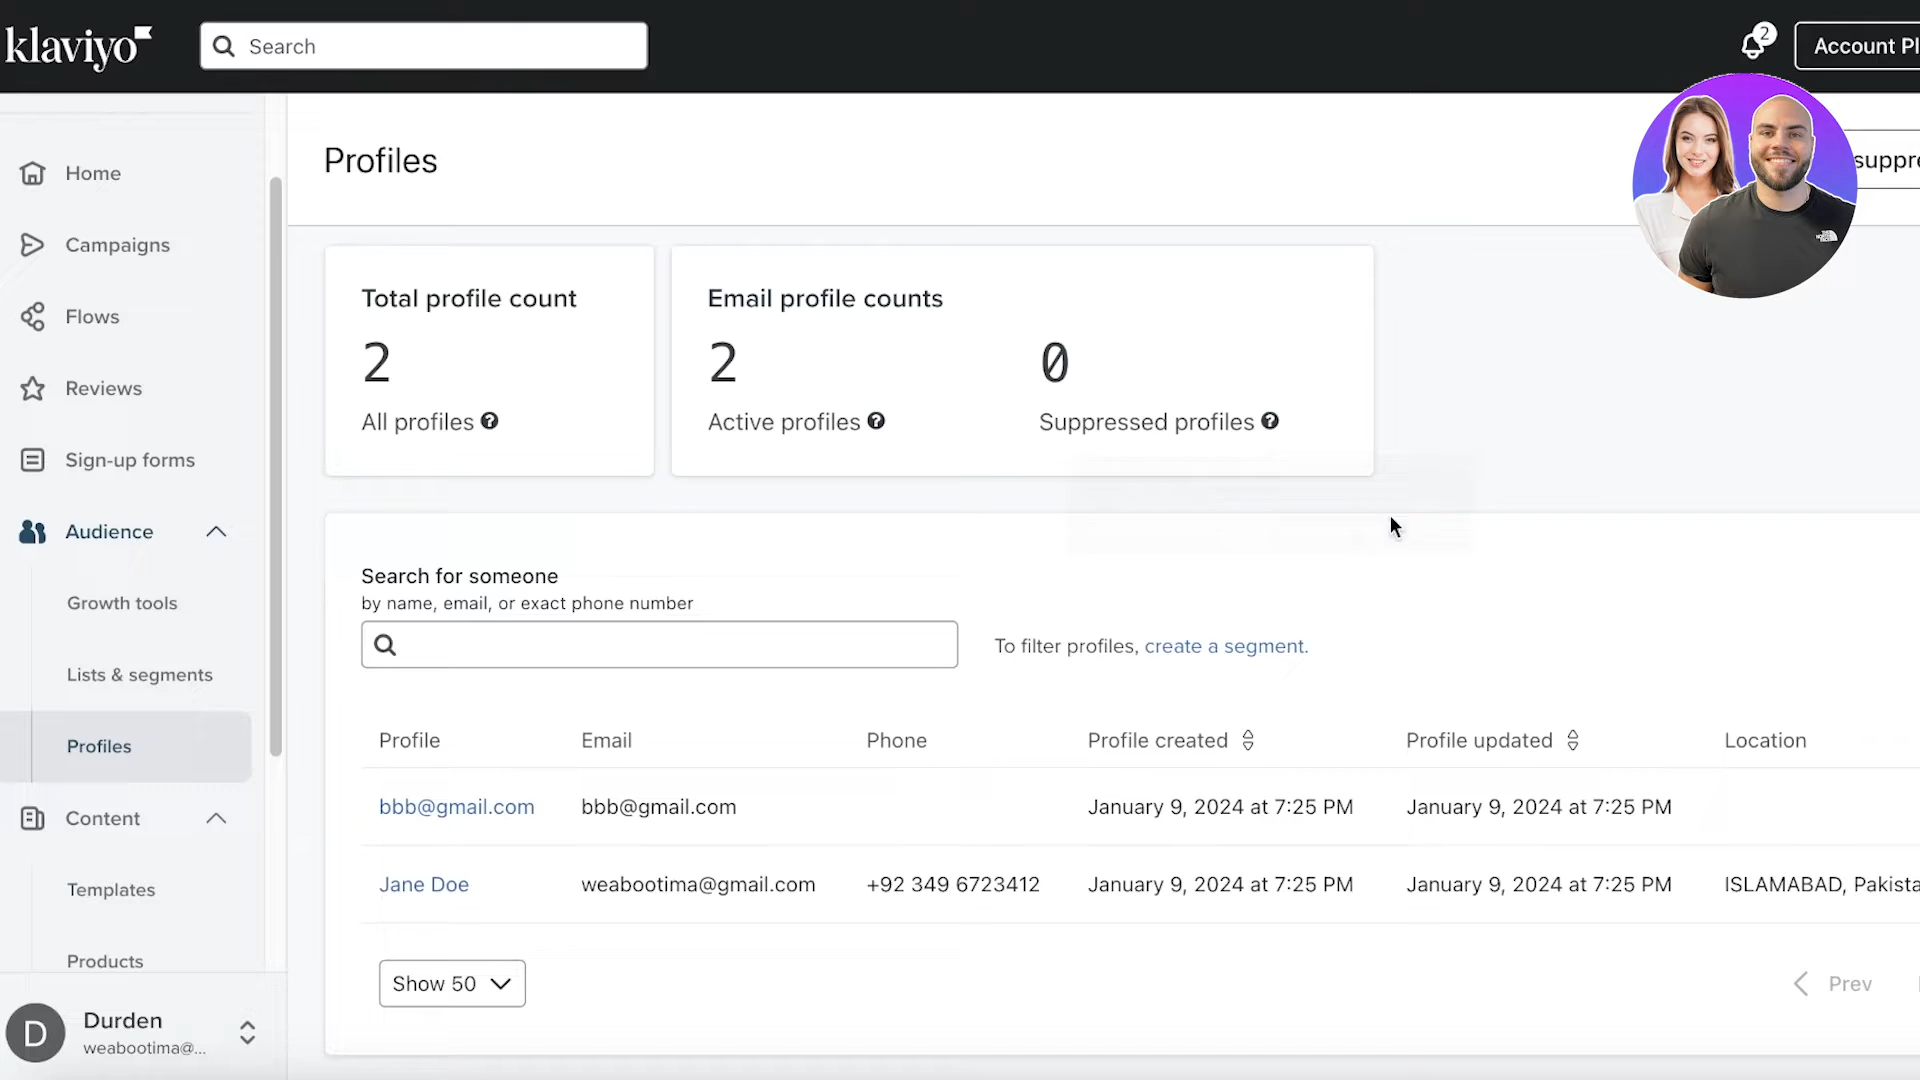 klaviyo
Search
2
Account Pl
Home
Campaigns
Flows
Reviews
Sign-up forms
Audience
Growth tools
Lists & segments
Profiles
Content
Templates
Products
D
Durden
weabootima@...
Profiles
suppre
THE NORTH FACE
Total profile count
2
All profiles
Email profile counts
2
Active profiles
0
Suppressed profiles
Search for someone
by name, email, or exact phone number
To filter profiles, create a segment.
Profile Email Phone Profile created Profile updated Location
bbb@gmail.com bbb@gmail.com January 9, 2024 at 7:25 PM January 9, 2024 at 7:25 PM
Jane Doe weabootima@gmail.com +92 349 6723412 January 9, 2024 at 7:25 PM January 9, 2024 at 7:25 PM ISLAMABAD, Pakista
Show 50
Prev